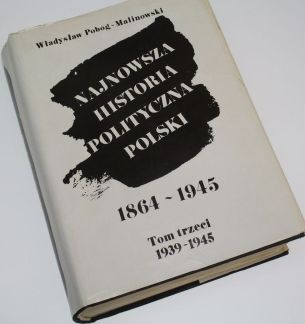 Władysław Pobóg-Malinowski
NAJNOWSZA
HISTORIA
POLITYCZNA
POLSKI
1864-1945
Tom trzeci
1939-1945